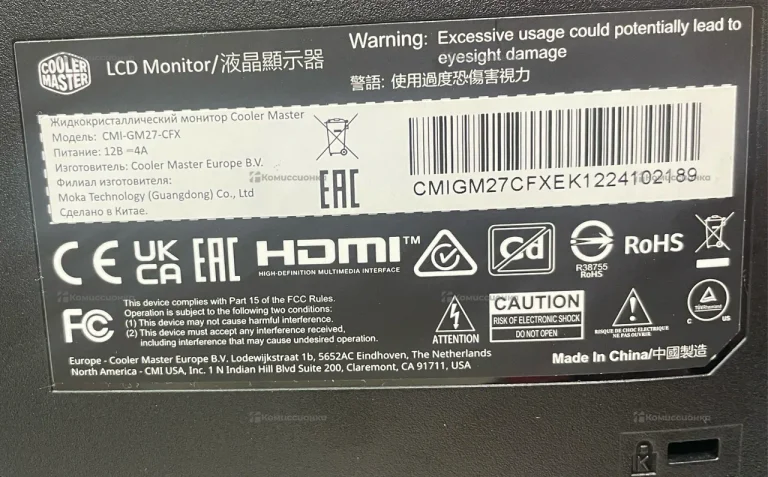 COOLER MASTER
LCD Monitor/液晶顯示器
Warning: Excessive usage could potentially lead to
eyesight damage
警語: 使用過度恐傷害視力
Жидкокристаллический монитор Cooler Master
Модель: CMI-GM27-CFX
Питание: 12В ⎓4А
Изготовитель: Cooler Master Europe B.V.
Филиал изготовителя:
Moka Technology (Guangdong) Co., Ltd
Сделано в Китае.
EAC
CMIGM27CFXEK1224102189
CE UK CA EAC HDMI™
HIGH-DEFINITION MULTIMEDIA INTERFACE
Cd
R38755
RoHS
RoHS
FC
This device complies with Part 15 of the FCC Rules.
Operation is subject to the following two conditions:
(1) This device may not cause harmful interference.
(2) This device must accept any interference received,
including interference that may cause undesired operation.
ATTENTION
CAUTION
RISK OF ELECTRONIC SHOCK
DO NOT OPEN
RISQUE DE CHOC ELECTRIQUE
NE PAS OUVRIR
TÜVRheinland
C US
Europe - Cooler Master Europe B.V. Lodewijkstraat 1b, 5652AC Eindhoven, The Netherlands
North America - CMI USA, Inc. 1 N Indian Hill Blvd Suite 200, Claremont, CA 91711, USA
Made In China/中國製造
Комиссионка
Комиссионка
Комиссионка
Комиссионка
K